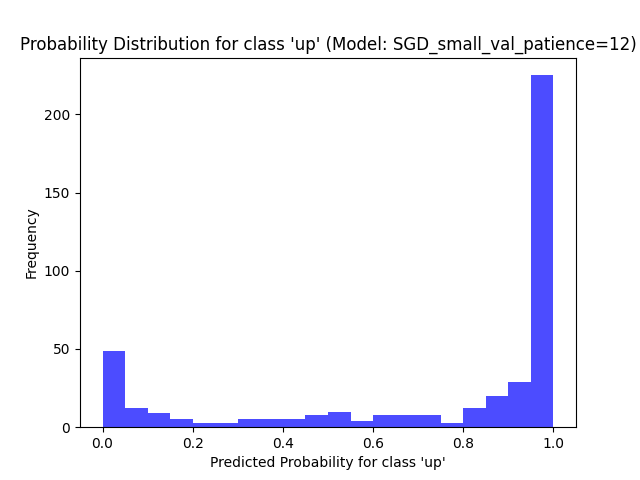 Probability Distribution for class 'up' (Model: SGD_small_val_patience=12)
Frequency
200
150
100
50
0
0.0 0.2 0.4 0.6 0.8 1.0
Predicted Probability for class 'up'